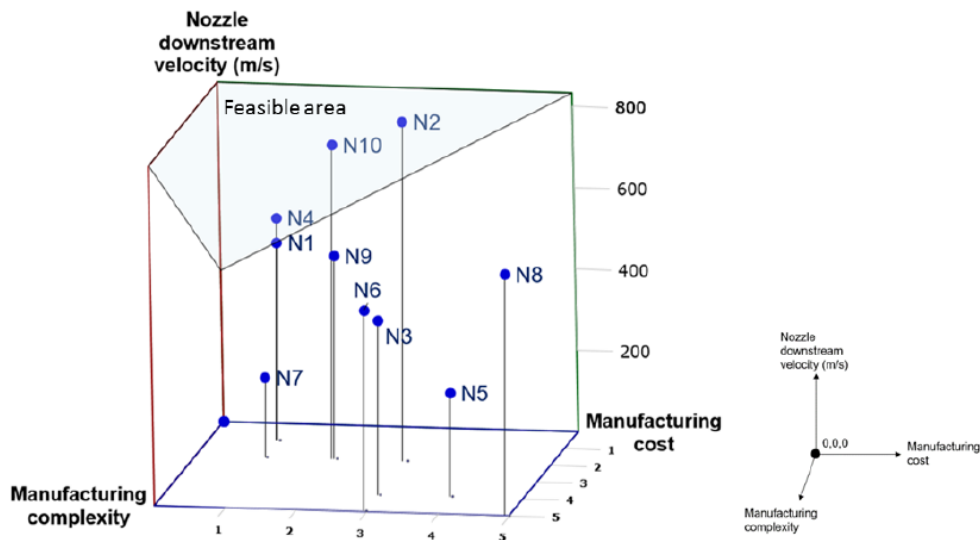 Nozzle
downstream
velocity (m/s)
Feasible area
N2
N10
N4
N1
N9
N8
N6
N3
N7
N5
800
600
400
200
Manufacturing
cost
1
2
3
4
5
Manufacturing
complexity
1
2
3
4
5
Nozzle
downstream
velocity (m/s)
0,0,0
Manufacturing
cost
Manufacturing
complexity